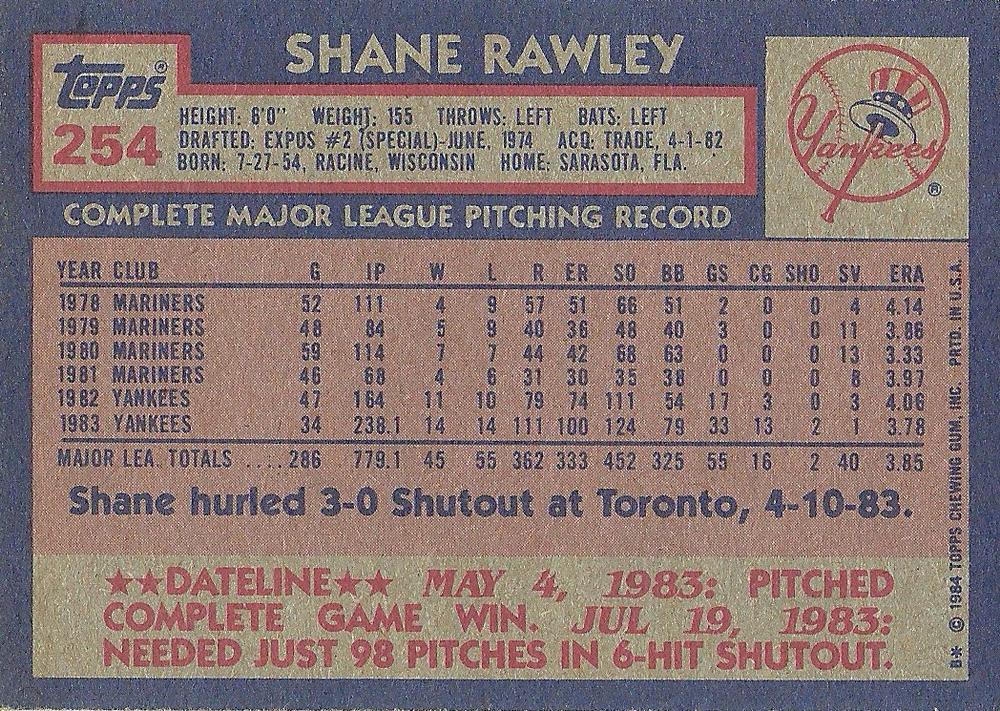 SHANE RAWLEY
TOPPS®
254
HEIGHT: 6'0" WEIGHT: 155 THROWS: LEFT BATS: LEFT
DRAFTED: EXPOS #2 (SPECIAL)-JUNE, 1974 ACQ: TRADE, 4-1-82
BORN: 7-27-54, RACINE, WISCONSIN HOME: SARASOTA, FLA.
Yankees ®
COMPLETE MAJOR LEAGUE PITCHING RECORD
YEAR CLUB G IP W L R ER SO BB GS CG SHO SV ERA
1978 MARINERS 52 111 4 9 57 51 66 51 2 0 0 4 4.14
1979 MARINERS 48 84 5 9 40 36 48 40 3 0 0 11 3.86
1980 MARINERS 59 114 7 7 44 42 68 63 0 0 0 13 3.33
1981 MARINERS 46 68 4 6 31 30 35 38 0 0 0 8 3.97
1982 YANKEES 47 164 11 10 79 74 111 54 17 3 0 3 4.06
1983 YANKEES 34 238.1 14 14 111 100 124 79 33 13 2 1 3.78
MAJOR LEA. TOTALS .... 286 779.1 45 55 362 333 452 325 55 16 2 40 3.85
Shane hurled 3-0 Shutout at Toronto, 4-10-83.
★★DATELINE★★ MAY 4, 1983: PITCHED
COMPLETE GAME WIN. JUL 19, 1983:
NEEDED JUST 98 PITCHES IN 6-HIT SHUTOUT.
B* © 1984 TOPPS CHEWING GUM, INC. PRTD. IN U.S.A.